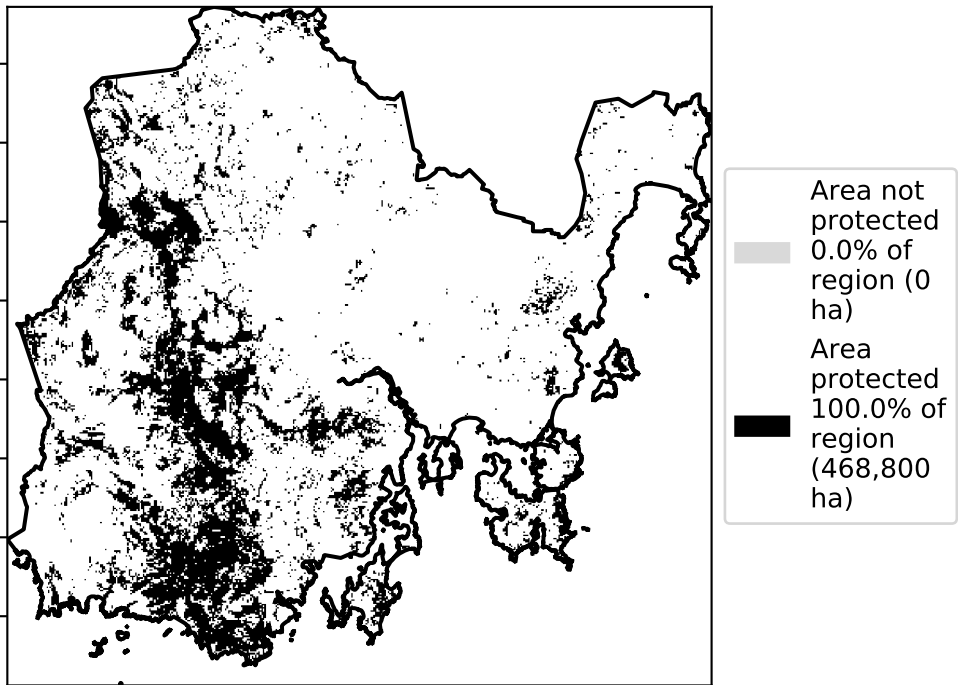 Area not
protected
0.0% of
region (0
ha)
Area
protected
100.0% of
region
(468,800
ha)